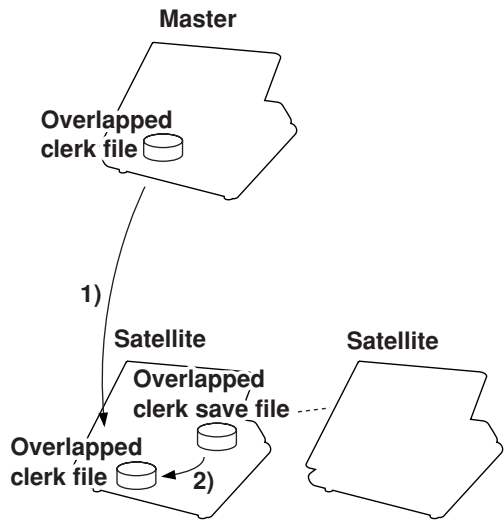 Master
Overlapped
clerk file
1)
Satellite
Satellite
Overlapped
clerk save file
Overlapped
clerk file
2)